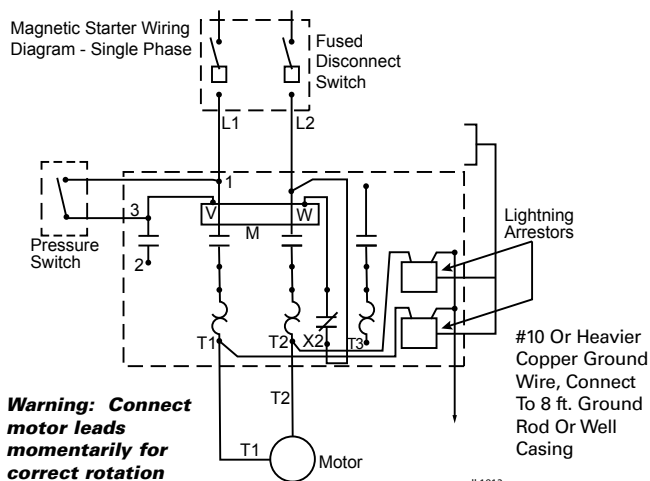 Magnetic Starter Wiring
Diagram - Single Phase
Fused
Disconnect
Switch
L1
L2
1
3
V
W
M
2
Pressure
Switch
Lightning
Arrestors
T1
T2
X2
T3
#10 Or Heavier
Copper Ground
Wire, Connect
To 8 ft. Ground
Rod Or Well
Casing
T2
Warning: Connect
motor leads
momentarily for
correct rotation
T1
Motor